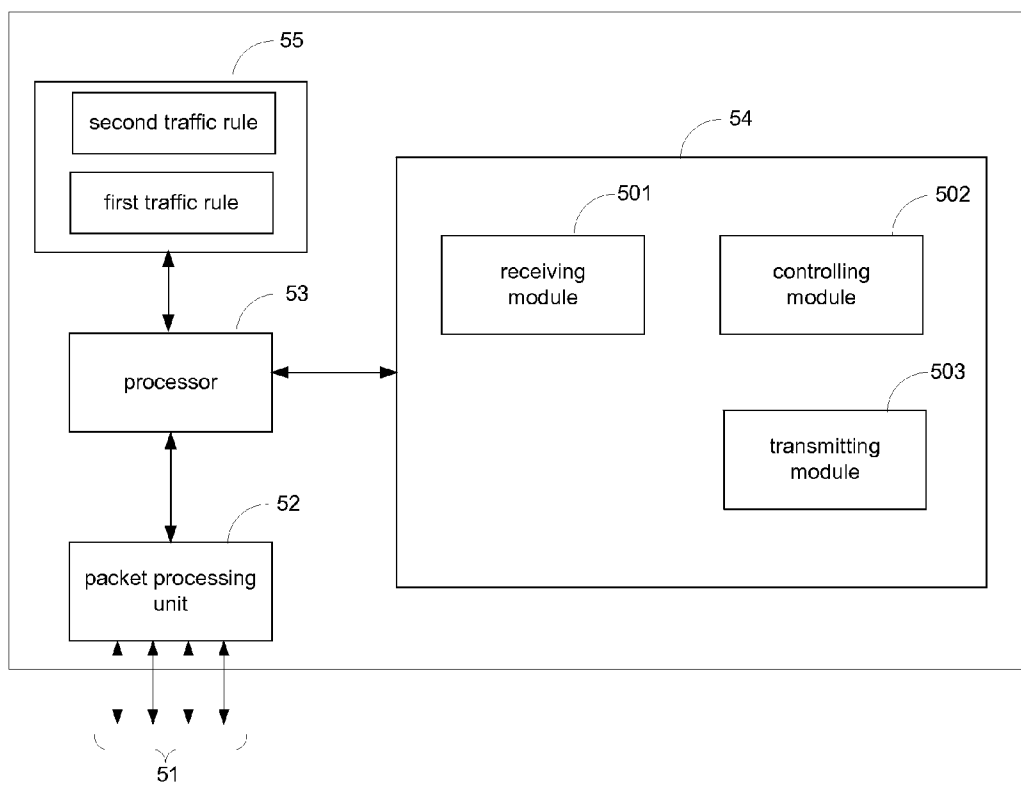 55
second traffic rule
first traffic rule
54
501
receiving
module
502
controlling
module
53
processor
503
transmitting
module
52
packet processing
unit
51